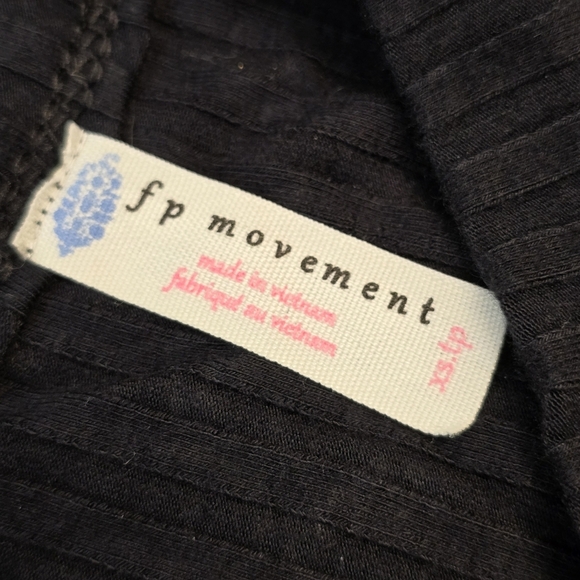 fp movement
made in vietnam
fabriqué au vietnam
xs.tp